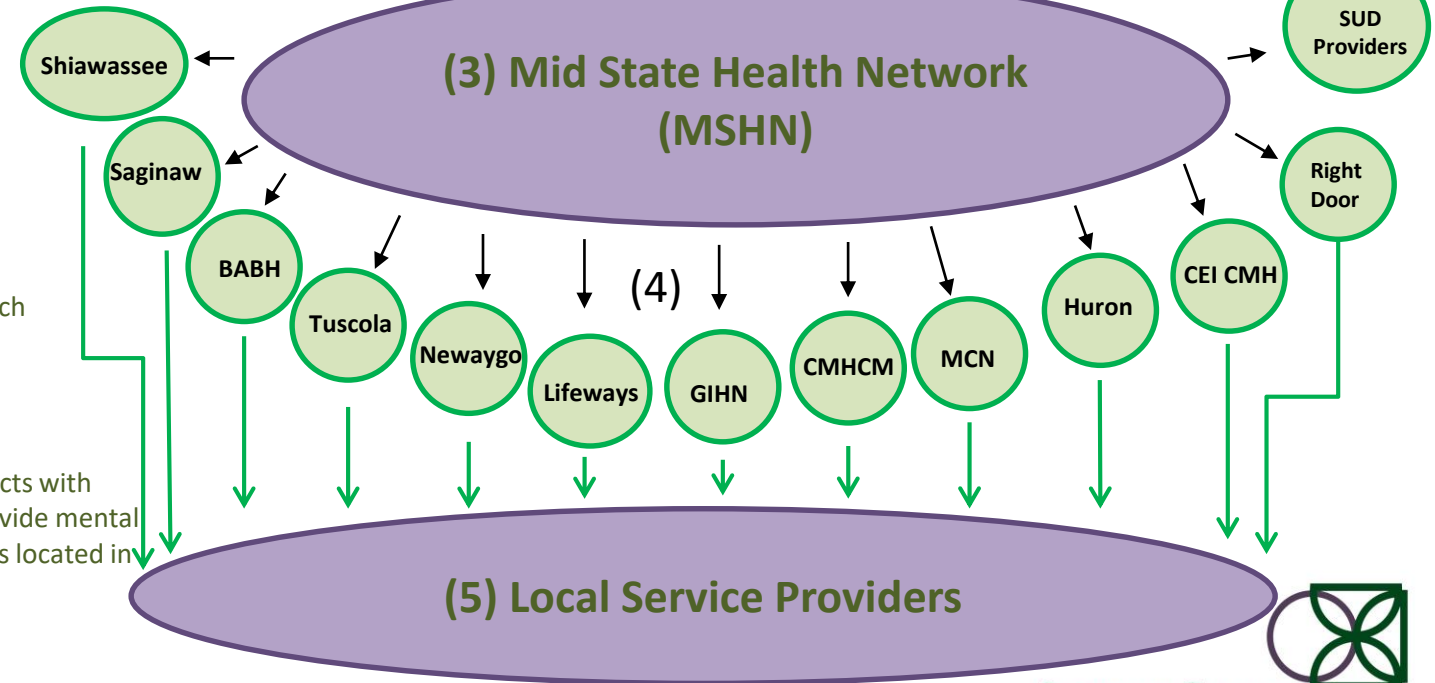 SUD
Providers
Shiawassee
(3) Mid State Health Network
(MSHN)
Saginaw
Right
Door
BABH
(4)
CEI CMH
ch
Tuscola
Huron
Newaygo
Lifeways
GIHN
CMHCM
MCN
cts with
vide mental
s located in
(5) Local Service Providers